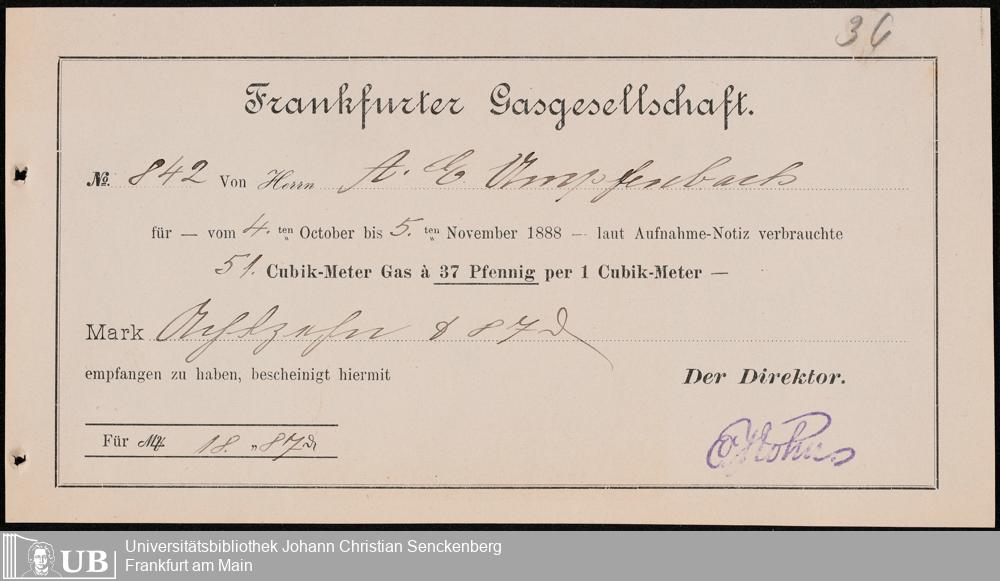 36
Frankfurter Gasgesellschaft.
No. 842 Von Herrn A. E. Umpfenbach
für — vom 4. ten October bis 5. ten November 1888 — laut Aufnahme-Notiz verbrauchte
51. Cubik-Meter Gas à 37 Pfennig per 1 Cubik-Meter —
Mark Achtzehn & 87 ₰
empfangen zu haben, bescheinigt hiermit
Der Direktor.
Für Mk 18. „ 87 ₰
UB
Universitätsbibliothek Johann Christian Senckenberg
Frankfurt am Main